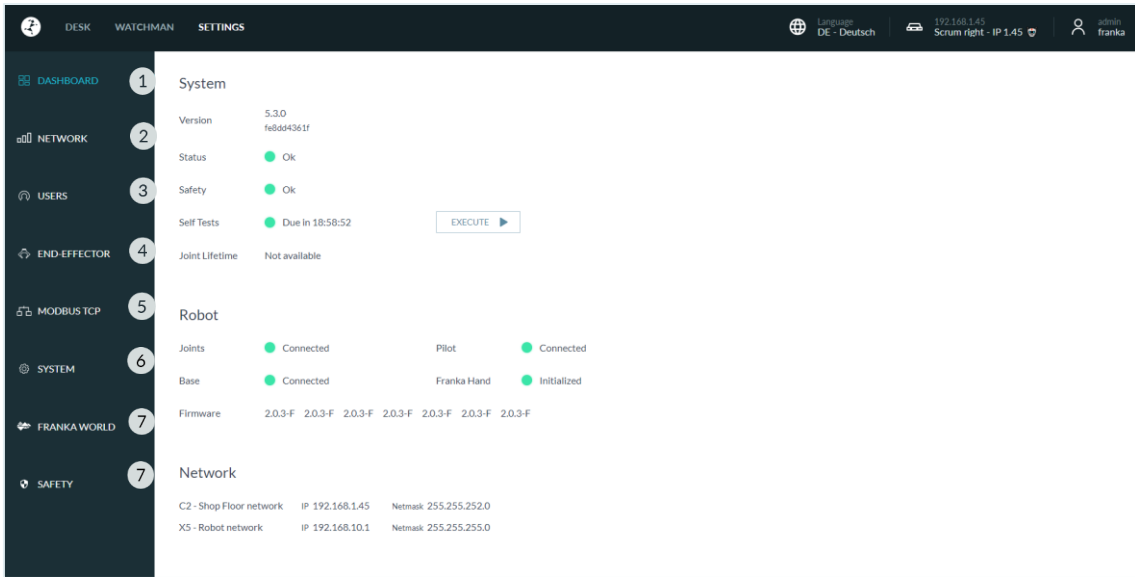 DESK WATCHMAN SETTINGS Language DE - Deutsch 192.168.1.45 Scrum right - IP 1.45 admin franka
DASHBOARD 1
NETWORK 2
USERS 3
END-EFFECTOR 4
MODBUS TCP 5
SYSTEM 6
FRANKA WORLD 7
SAFETY 7
System
Version 5.3.0
fe8dd4361f
Status Ok
Safety Ok
Self Tests Due in 18:58:52 EXECUTE
Joint Lifetime Not available
Robot
Joints Connected Pilot Connected
Base Connected Franka Hand Initialized
Firmware 2.0.3-F 2.0.3-F 2.0.3-F 2.0.3-F 2.0.3-F 2.0.3-F 2.0.3-F
Network
C2 - Shop Floor network IP 192.168.1.45 Netmask 255.255.252.0
X5 - Robot network IP 192.168.10.1 Netmask 255.255.255.0